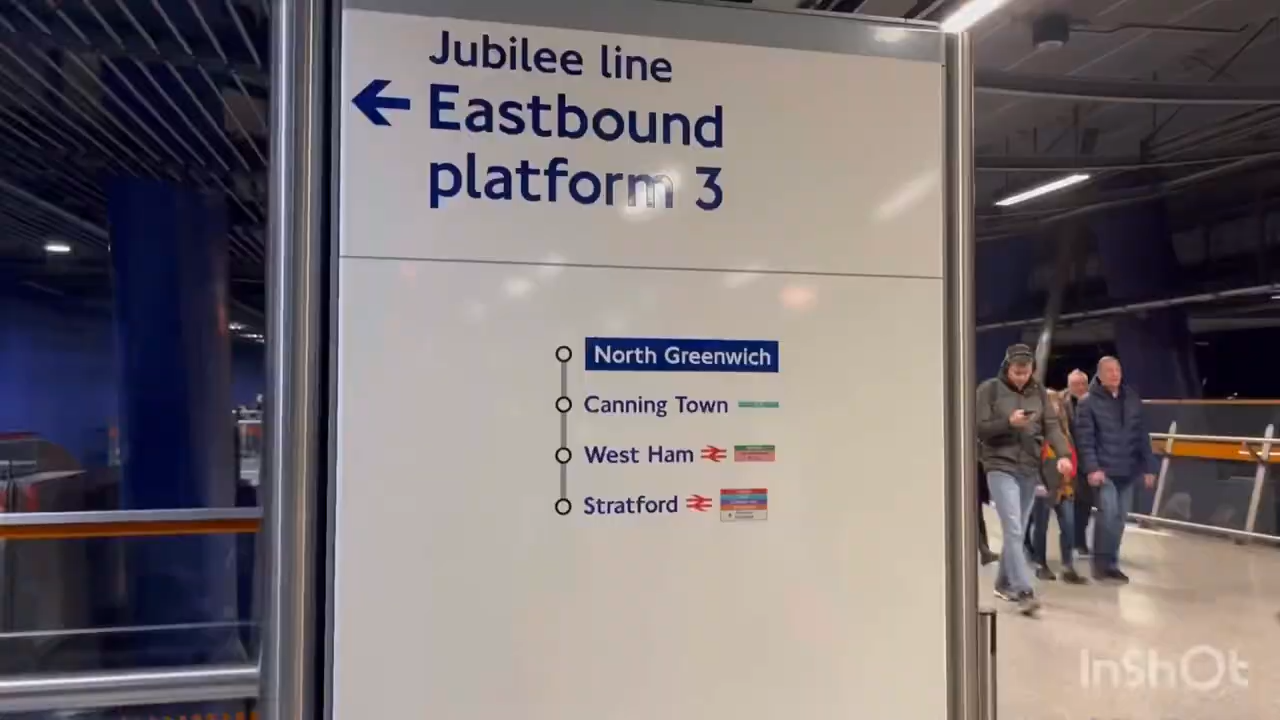 Jubilee line
Eastbound
platform 3
North Greenwich
Canning Town
West Ham
Stratford
InShOt